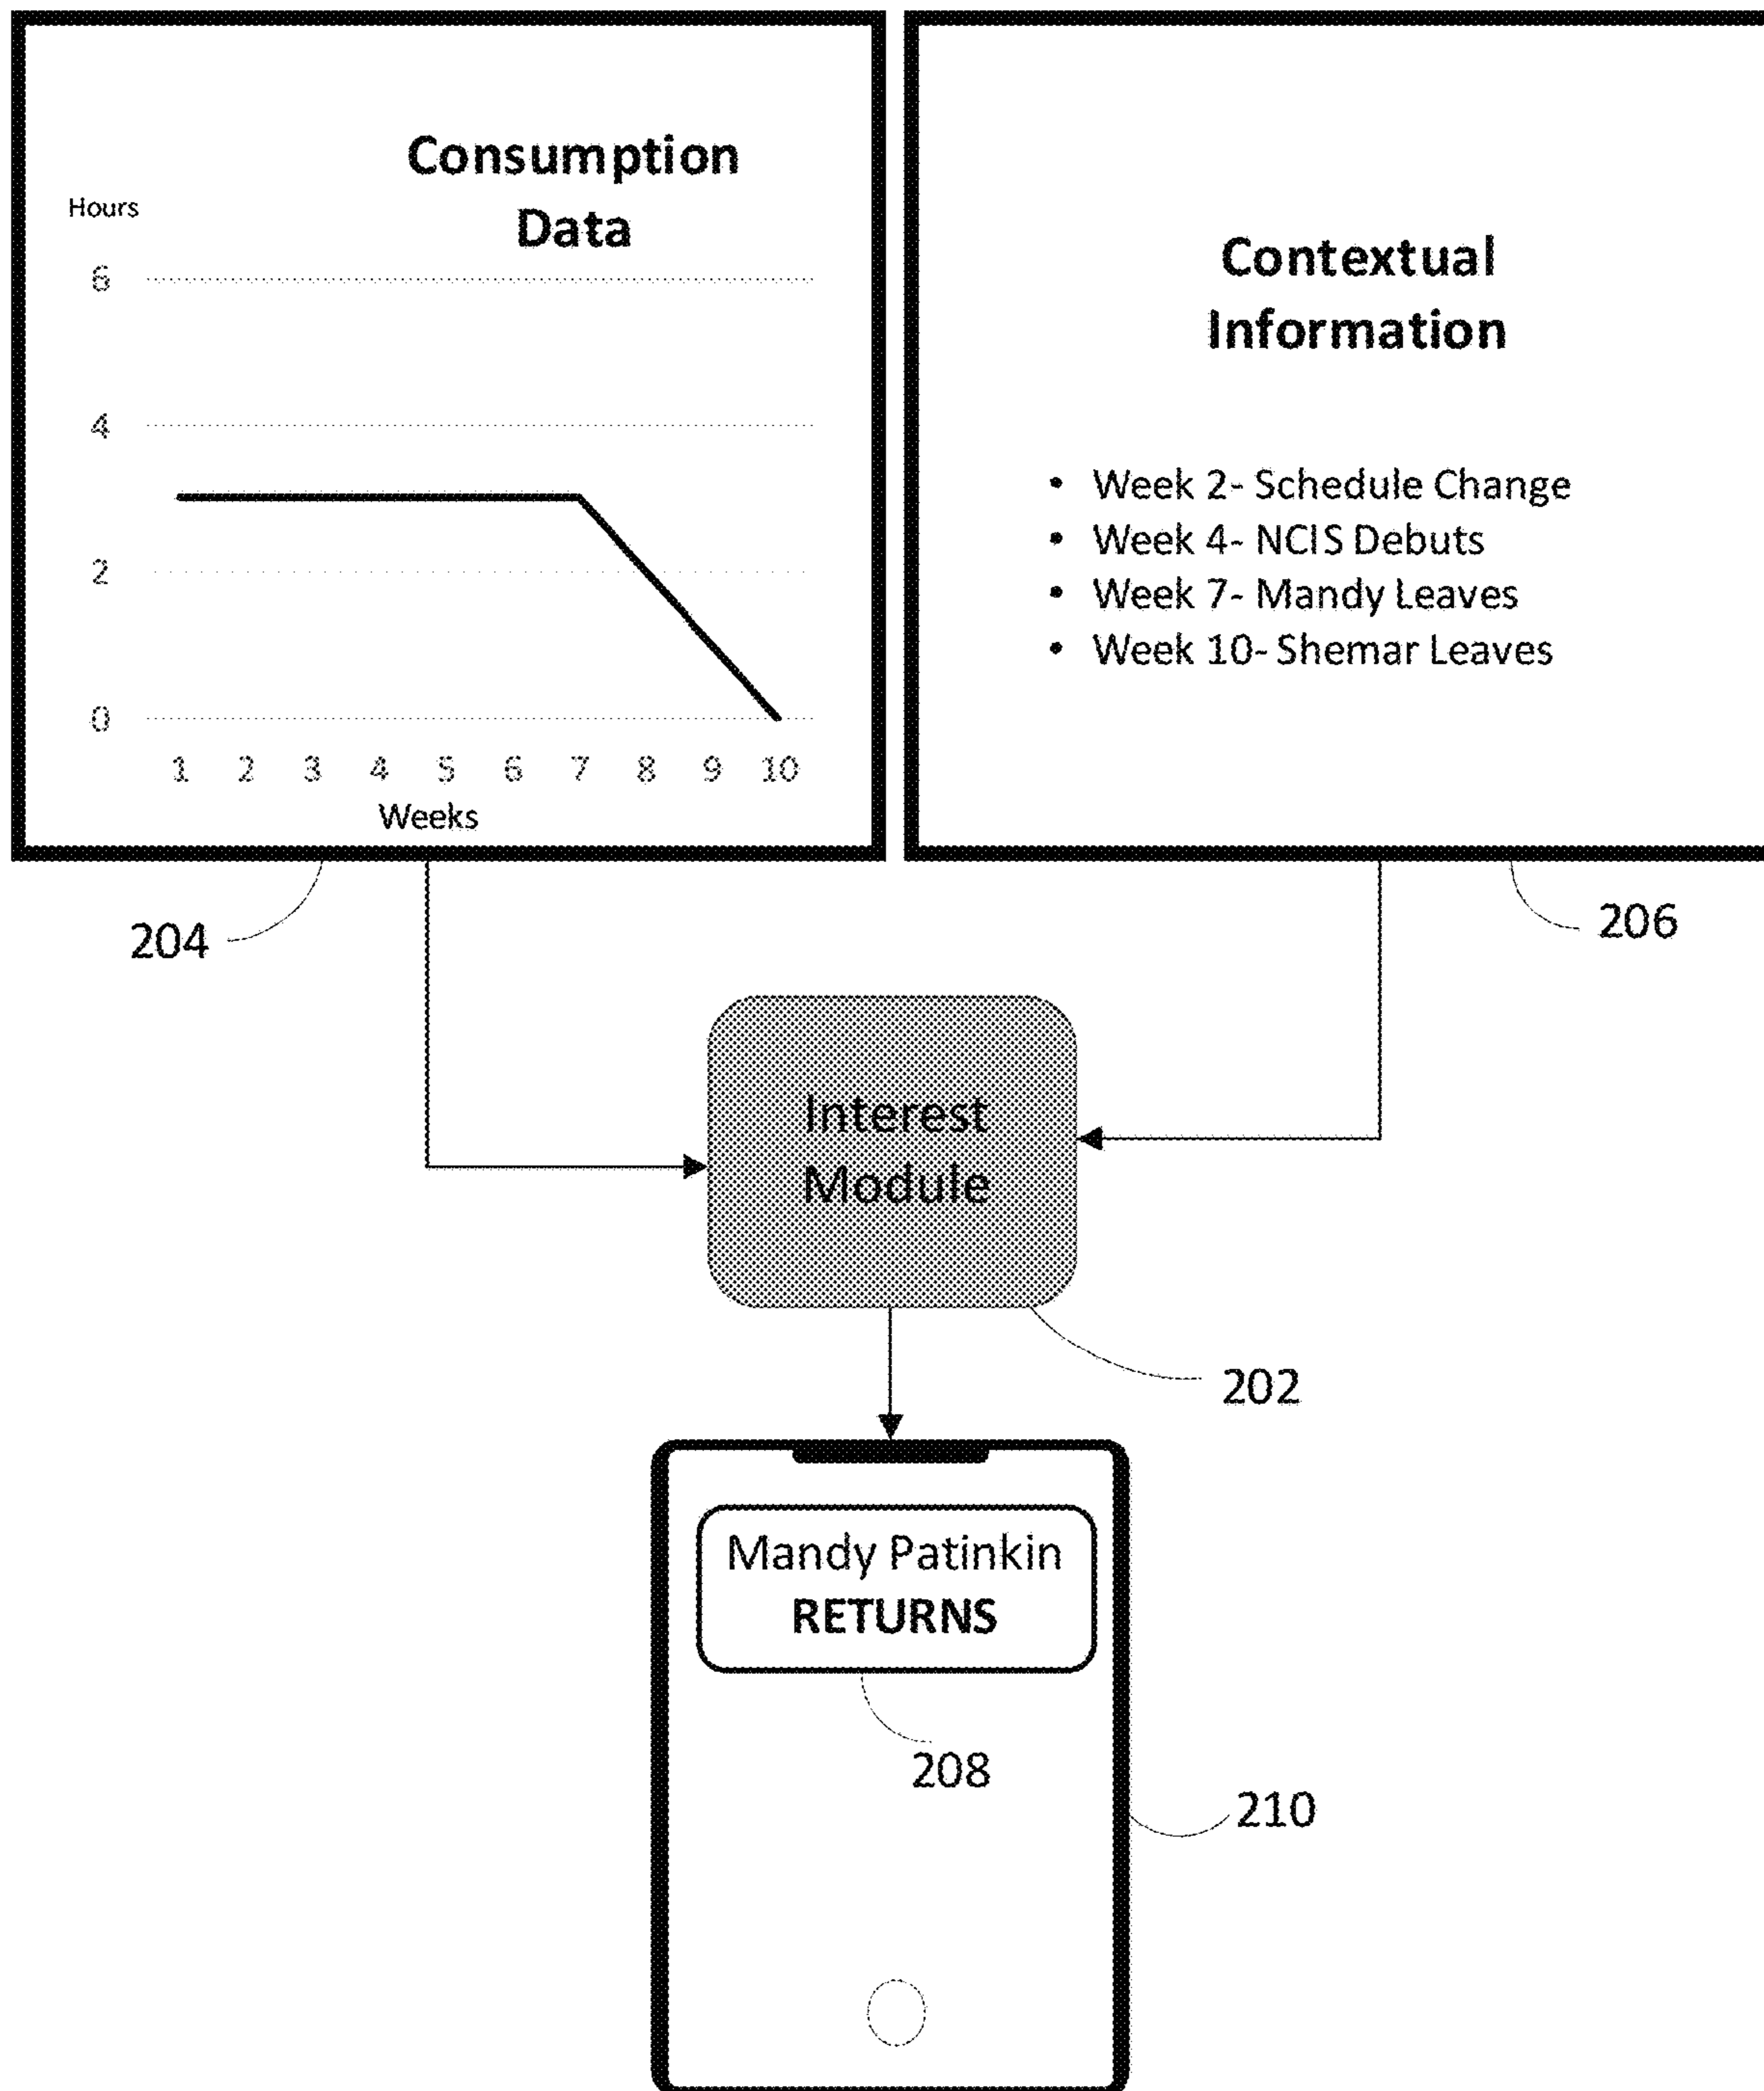 Consumption
Data
Hours
6
4
2
0
1 2 3 4 5 6 7 8 9 10
Weeks
Contextual
Information
• Week 2- Schedule Change
• Week 4- NCIS Debuts
• Week 7- Mandy Leaves
• Week 10- Shemar Leaves
204
206
Interest
Module
202
Mandy Patinkin
RETURNS
208
210